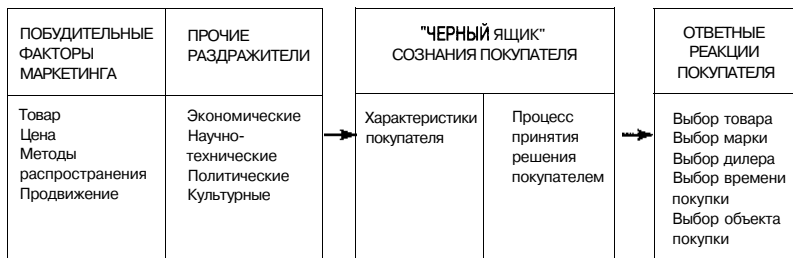 ПОБУДИТЕЛЬНЫЕ
ФАКТОРЫ
МАРКЕТИНГА
Товар
Цена
Методы
распространения
Продвижение
ПРОЧИЕ
РАЗДРАЖИТЕЛИ
Экономические
Научно-
технические
Политические
Культурные
"ЧЕРНЫЙ ЯЩИК"
СОЗНАНИЯ ПОКУПАТЕЛЯ
Характеристики
покупателя
Процесс
принятия
решения
покупателем
ОТВЕТНЫЕ
РЕАКЦИИ
ПОКУПАТЕЛЯ
Выбор товара
Выбор марки
Выбор дилера
Выбор времени
покупки
Выбор объекта
покупки